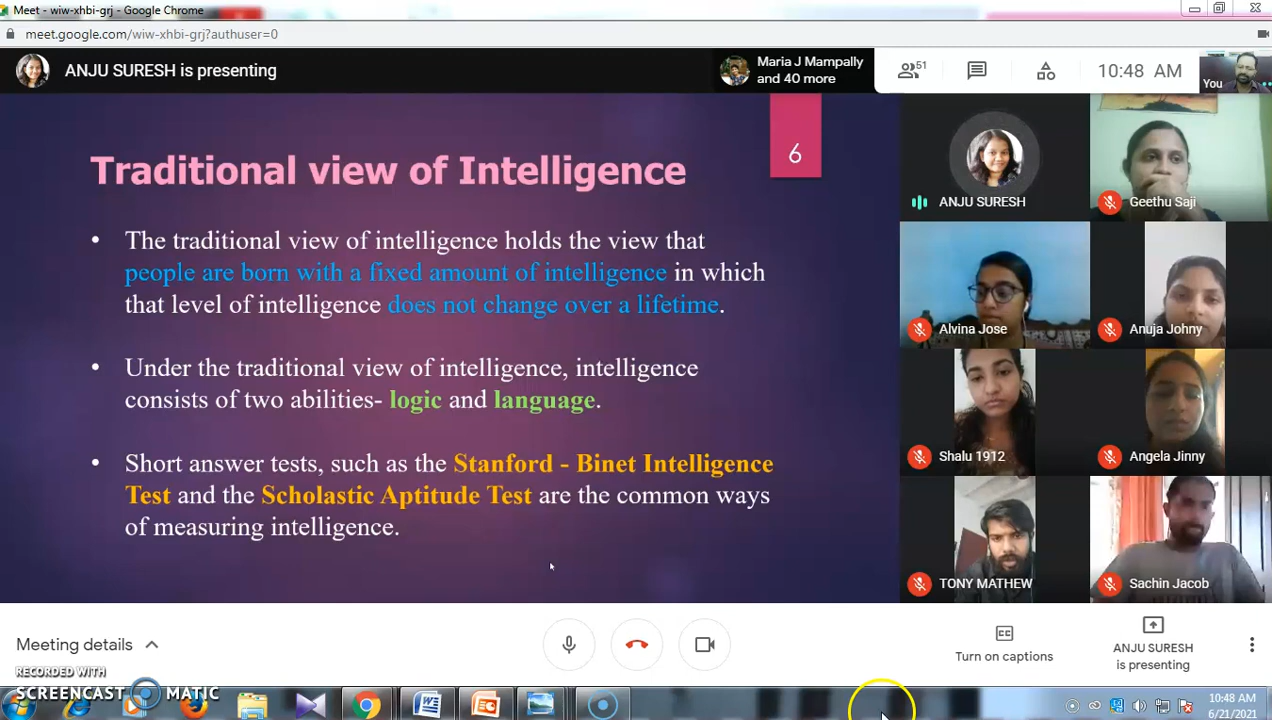 Meet - wiw-xhbi-grj - Google Chrome
meet.google.com/wiw-xhbi-grj?authuser=0
ANJU SURESH is presenting
Maria J Mampally
and 40 more
51
10:48 AM
You
6
Traditional view of Intelligence
• The traditional view of intelligence holds the view that
people are born with a fixed amount of intelligence in which
that level of intelligence does not change over a lifetime.
• Under the traditional view of intelligence, intelligence
consists of two abilities- logic and language.
• Short answer tests, such as the Stanford - Binet Intelligence
Test and the Scholastic Aptitude Test are the common ways
of measuring intelligence.
ANJU SURESH
Geethu Saji
Alvina Jose
Anuja Johny
Shalu 1912
Angela Jinny
TONY MATHEW
Sachin Jacob
Meeting details
Turn on captions
ANJU SURESH
is presenting
RECORDED WITH
SCREENCAST MATIC
10:48 AM
6/21/2021